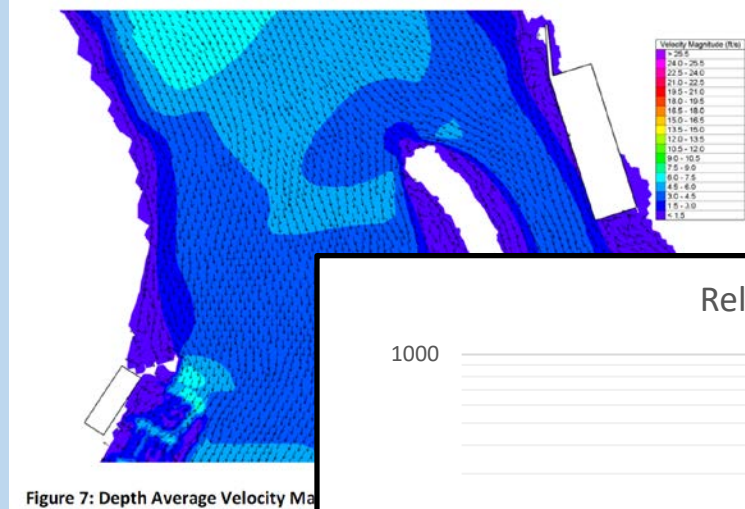 Velocity Magnitude (ft/s)
> 25.5
24.0 - 25.5
22.5 - 24.0
21.0 - 22.5
19.5 - 21.0
18.0 - 19.5
16.5 - 18.0
15.0 - 16.5
13.5 - 15.0
12.0 - 13.5
10.5 - 12.0
9.0 - 10.5
7.5 - 9.0
6.0 - 7.5
4.5 - 6.0
3.0 - 4.5
1.5 - 3.0
< 1.5
Rel
1000
Figure 7: Depth Average Velocity Ma